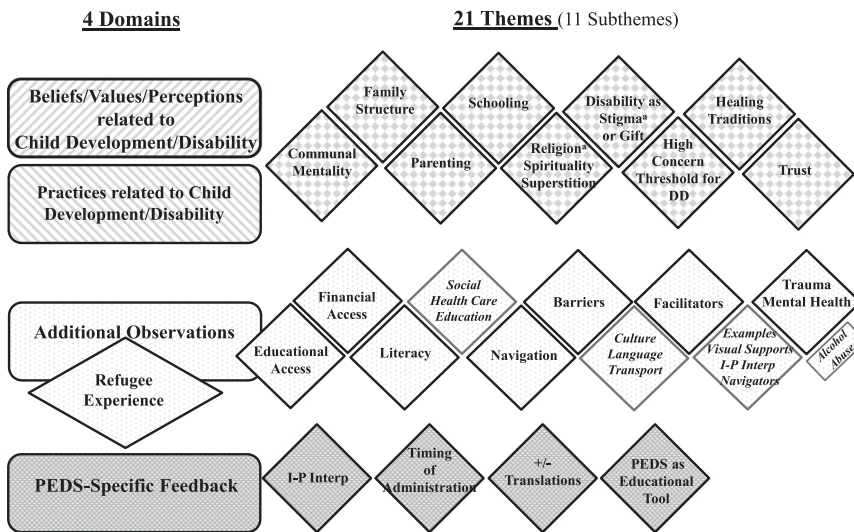 4 Domains
21 Themes (11 Subthemes)
Beliefs/Values/Perceptions
related to
Child Development/Disability
Practices related to Child
Development/Disability
Family
Structure
Schooling
Disability as
Stigmaᵃ
or Gift
Healing
Traditions
Communal
Mentality
Parenting
Religionᵃ
Spirituality
Superstition
High
Concern
Threshold for
DD
Trust
Additional Observations
Refugee
Experience
Financial
Access
Social
Health Care
Education
Barriers
Facilitators
Trauma
Mental Health
Educational
Access
Literacy
Navigation
Culture
Language
Transport
Examples
Visual Supports
I-P Interp
Navigators
Alcohol
Abuse
PEDS-Specific Feedback
I-P Interp
Timing
of
Administration
+/-
Translations
PEDS as
Educational
Tool